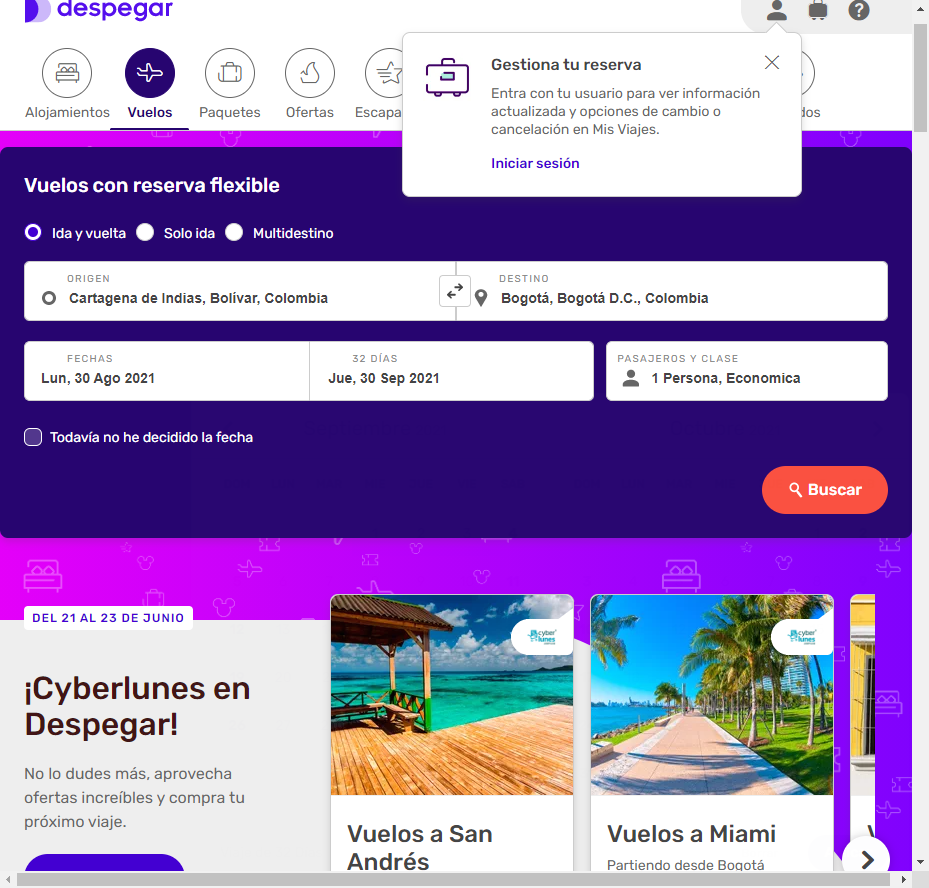 despegar
Alojamientos
Vuelos
Paquetes
Ofertas
Escapa
dos
Gestiona tu reserva
Entra con tu usuario para ver información
actualizada y opciones de cambio o
cancelación en Mis Viajes.
Iniciar sesión
Vuelos con reserva flexible
Ida y vuelta
Solo ida
Multidestino
ORIGEN
Cartagena de Indias, Bolívar, Colombia
DESTINO
Bogotá, Bogotá D.C., Colombia
FECHAS
Lun, 30 Ago 2021
32 DÍAS
Jue, 30 Sep 2021
PASAJEROS Y CLASE
1 Persona, Economica
Todavía no he decidido la fecha
Buscar
DEL 21 AL 23 DE JUNIO
¡Cyberlunes en
Despegar!
No lo dudes más, aprovecha
ofertas increíbles y compra tu
próximo viaje.
cyber
lunes
Vuelos a San
Andrés
cyber
lunes
Vuelos a Miami
Partiendo desde Bogotá